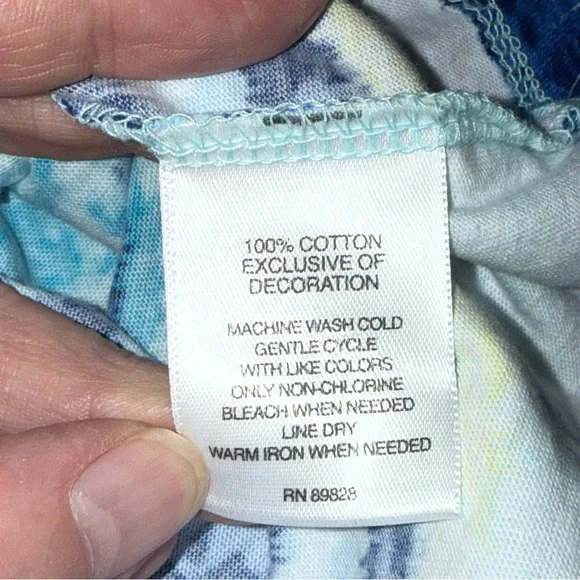 100% COTTON
EXCLUSIVE OF
DECORATION
MACHINE WASH COLD
GENTLE CYCLE
WITH LIKE COLORS
ONLY NON-CHLORINE
BLEACH WHEN NEEDED
LINE DRY
WARM IRON WHEN NEEDED
RN 89828